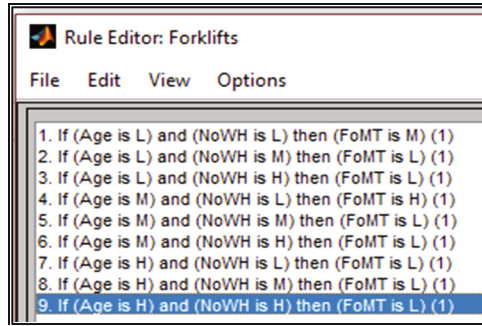 Rule Editor: Forklifts
File Edit View Options
1. If (Age is L) and (NoWH is L) then (FoMT is M) (1)
2. If (Age is L) and (NoWH is M) then (FoMT is L) (1)
3. If (Age is L) and (NoWH is H) then (FoMT is L) (1)
4. If (Age is M) and (NoWH is L) then (FoMT is H) (1)
5. If (Age is M) and (NoWH is M) then (FoMT is L) (1)
6. If (Age is M) and (NoWH is H) then (FoMT is L) (1)
7. If (Age is H) and (NoWH is L) then (FoMT is L) (1)
8. If (Age is H) and (NoWH is M) then (FoMT is L) (1)
9. If (Age is H) and (NoWH is H) then (FoMT is L) (1)